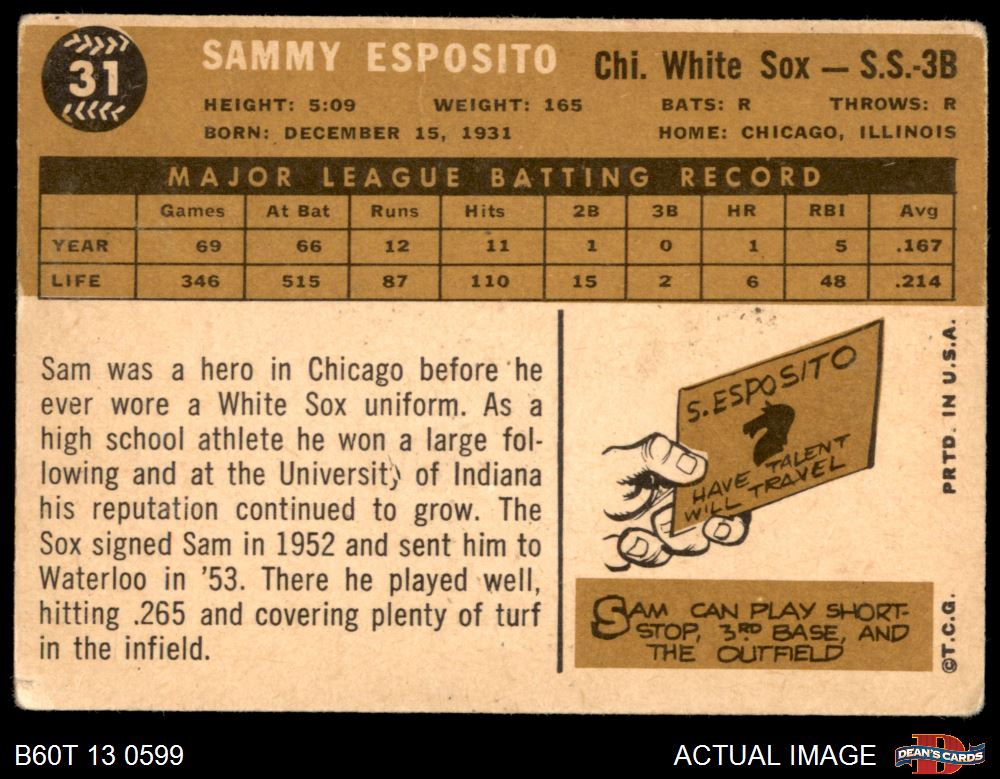 31
SAMMY ESPOSITO
Chi. White Sox — S.S.-3B
HEIGHT: 5:09 WEIGHT: 165 BATS: R THROWS: R
BORN: DECEMBER 15, 1931 HOME: CHICAGO, ILLINOIS
MAJOR LEAGUE BATTING RECORD
Games At Bat Runs Hits 2B 3B HR RBI Avg
YEAR 69 66 12 11 1 0 1 5 .167
LIFE 346 515 87 110 15 2 6 48 .214
Sam was a hero in Chicago before he
ever wore a White Sox uniform. As a
high school athlete he won a large fol-
lowing and at the University of Indiana
his reputation continued to grow. The
Sox signed Sam in 1952 and sent him to
Waterloo in '53. There he played well,
hitting .265 and covering plenty of turf
in the infield.
S. ESPOSITO
HAVE TALENT
WILL TRAVEL
SAM CAN PLAY SHORT-
STOP, 3RD BASE, AND
THE OUTFIELD
©T.C.G. PRTD. IN U.S.A.
B60T 13 0599
ACTUAL IMAGE
D
DEAN'S CARDS